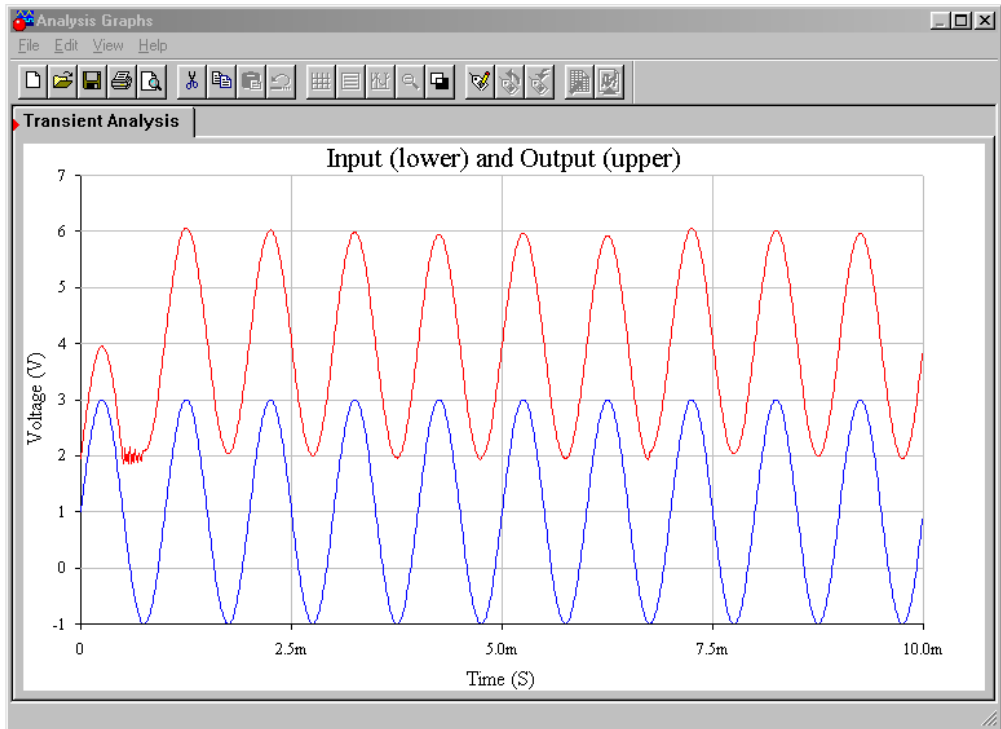 Analysis Graphs
File Edit View Help
Transient Analysis
Input (lower) and Output (upper)
7
6
5
4
3
2
1
0
-1
Voltage (V)
0 2.5m 5.0m 7.5m 10.0m
Time (S)